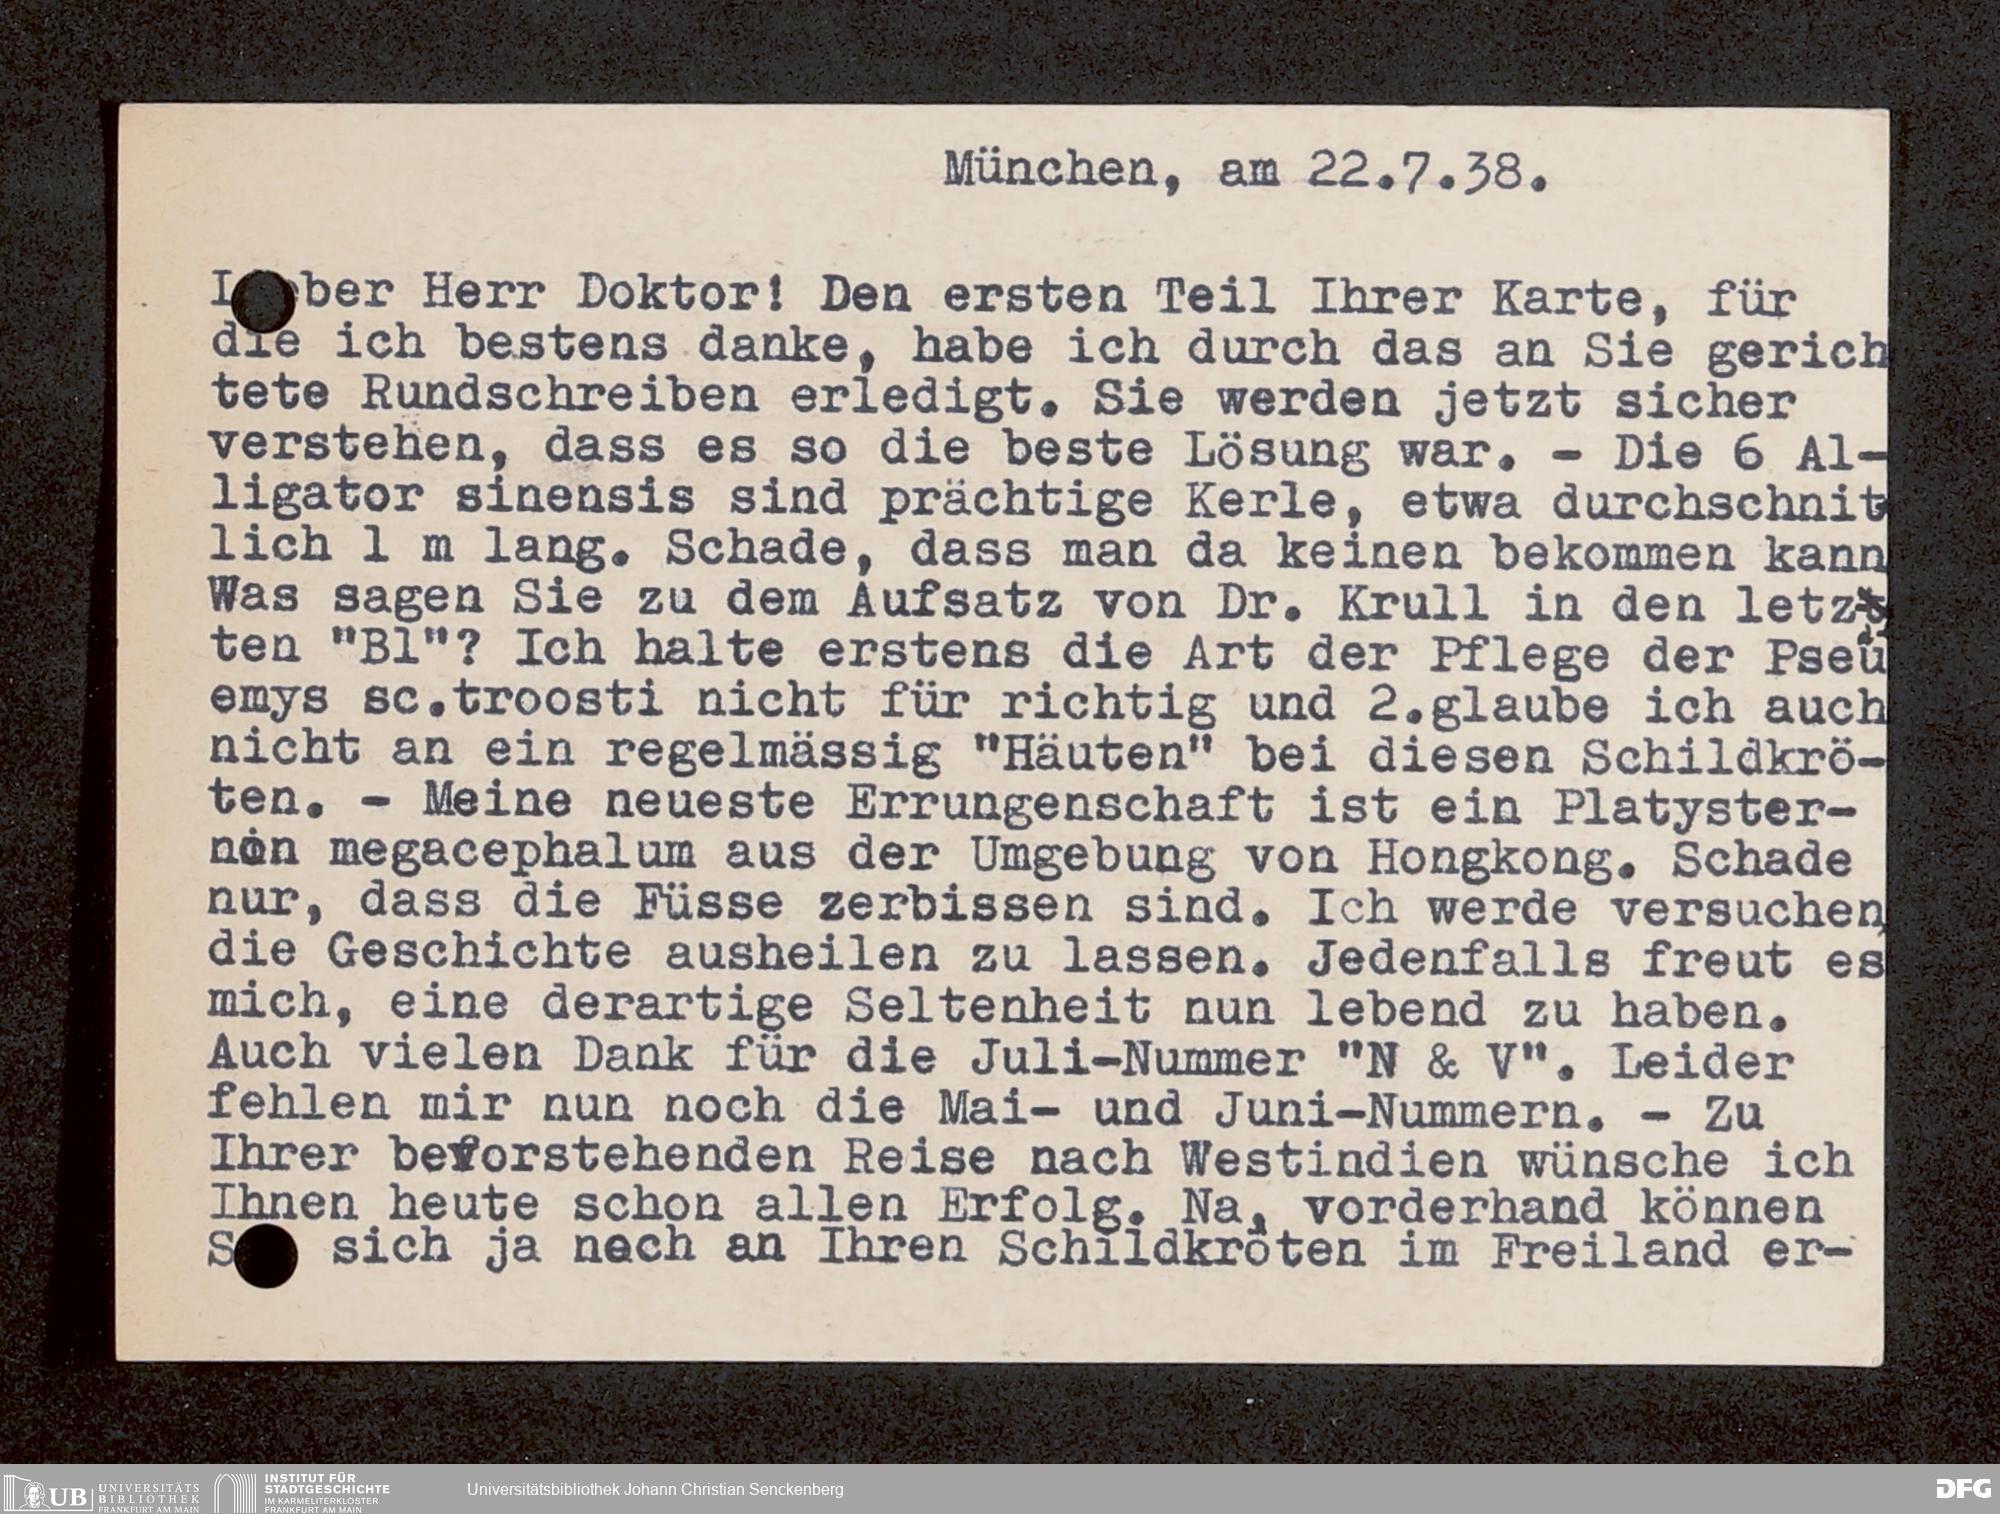 München, am 22.7.38.
Herr Doktor! Den ersten Teil Ihrer Karte, für
die ich bestens danke, habe ich durch das an Sie gerich
tete Rundschreiben erledigt. Sie werden jetzt sicher
verstehen, dass es so die beste Lösung war. - Die 6 Al-
ligator sinensis sind prächtige Kerle, etwa durchschnit
lich 1 m lang. Schade, dass man da keinen bekommen kann
Was sagen Sie zu dem Aufsatz von Dr. Krull in den letz
ten "Bl"? Ich halte erstens die Art der Pflege der Pseu
emys sc.troosti nicht für richtig und 2.glaube ich auch
nicht an ein regelmässig "Häuten" bei diesen Schildkrö-
ten. - Meine neueste Errungenschaft ist ein Platyster-
non megacephalum aus der Umgebung von Hongkong. Schade
nur, dass die Füsse zerbissen sind. Ich werde versuchen,
die Geschichte ausheilen zu lassen. Jedenfalls freut es
mich, eine derartige Seltenheit nun lebend zu haben.
Auch vielen Dank für die Juli-Nummer "N & V". Leider
fehlen mir nun noch die Mai- und Juni-Nummern. - Zu
Ihrer bevorstehenden Reise nach Westindien wünsche ich
Ihnen heute schon allen Erfolg. Na, vorderhand können
sich ja noch an Ihren Schildkröten im Freiland er-
UB UNIVERSITÄTS
BIBLIOTHEK
FRANKFURT AM MAIN
INSTITUT FÜR
STADTGESCHICHTE
IM KARMELITERKLOSTER
FRANKFURT AM MAIN
Universitätsbibliothek Johann Christian Senckenberg
DFG